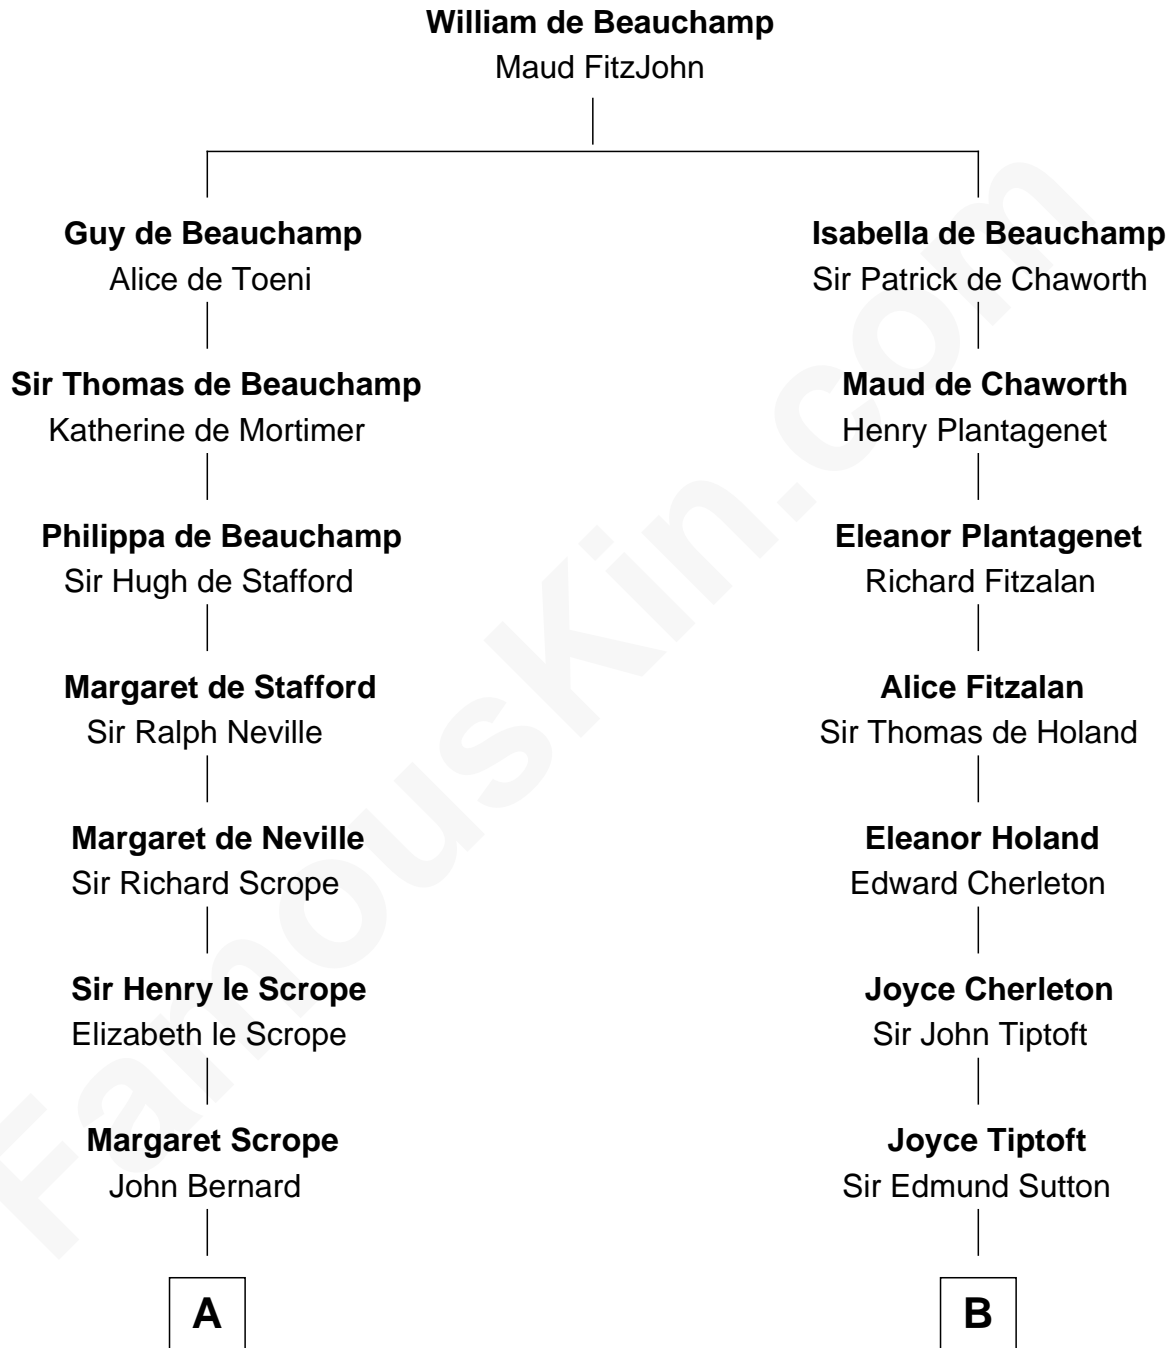 William de Beauchamp
Maud FitzJohn
Guy de Beauchamp
Alice de Toeni
Sir Thomas de Beauchamp
Katherine de Mortimer
Philippa de Beauchamp
Sir Hugh de Stafford
Margaret de Stafford
Sir Ralph Neville
Margaret de Neville
Sir Richard Scrope
Sir Henry le Scrope
Elizabeth le Scrope
Margaret Scrope
John Bernard
A
Isabella de Beauchamp
Sir Patrick de Chaworth
Maud de Chaworth
Henry Plantagenet
Eleanor Plantagenet
Richard Fitzalan
Alice Fitzalan
Sir Thomas de Holand
Eleanor Holand
Edward Cherleton
Joyce Cherleton
Sir John Tiptoft
Joyce Tiptoft
Sir Edmund Sutton
B
FamousKin.com